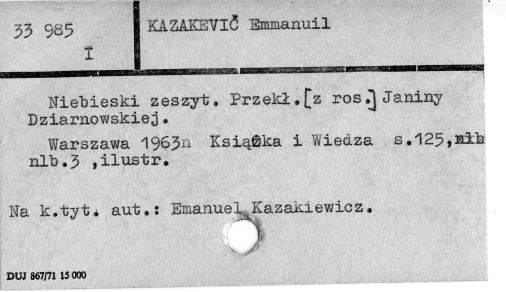 33 985
I
KAZAKEVIČ Emmanuil
Niebieski zeszyt. Przekł.[z ros.] Janiny
Dziarnowskiej.
Warszawa 1963n Książka i Wiedza s.125,nlb
nlb.3 ,ilustr.
Na k.tyt. aut.: Emanuel Kazakiewicz.
DUJ 867/71 15 000